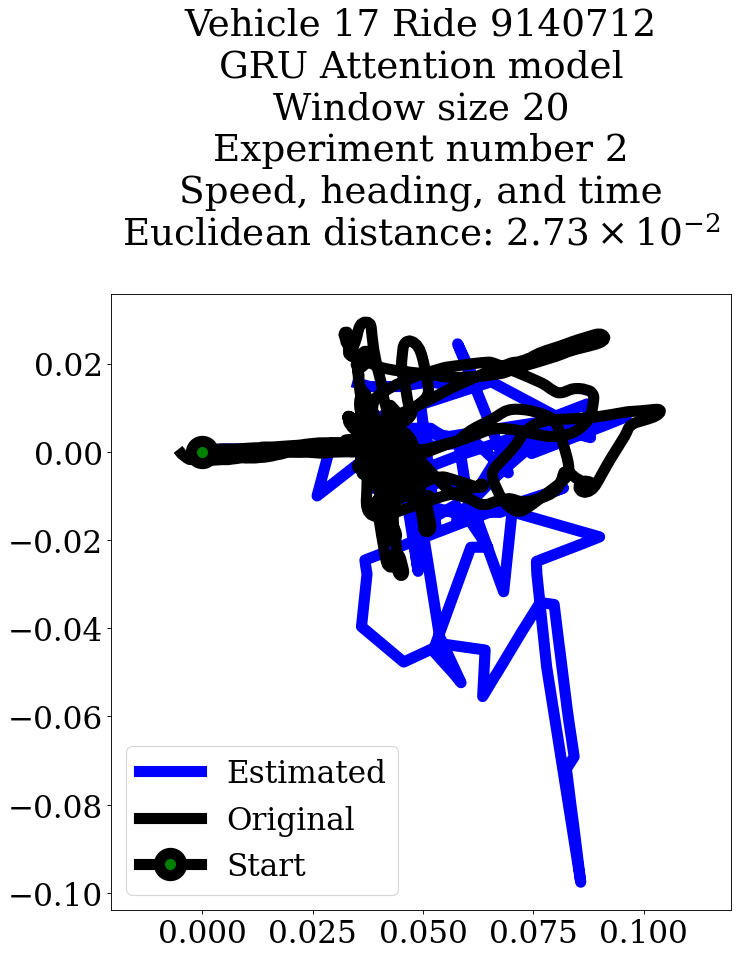 Vehicle 17 Ride 9140712
GRU Attention model
Window size 20
Experiment number 2
Speed, heading, and time
Euclidean distance: 2.73 × 10⁻²
0.02
0.00
−0.02
−0.04
−0.06
−0.08
−0.10
Estimated
Original
Start
0.000 0.025 0.050 0.075 0.100